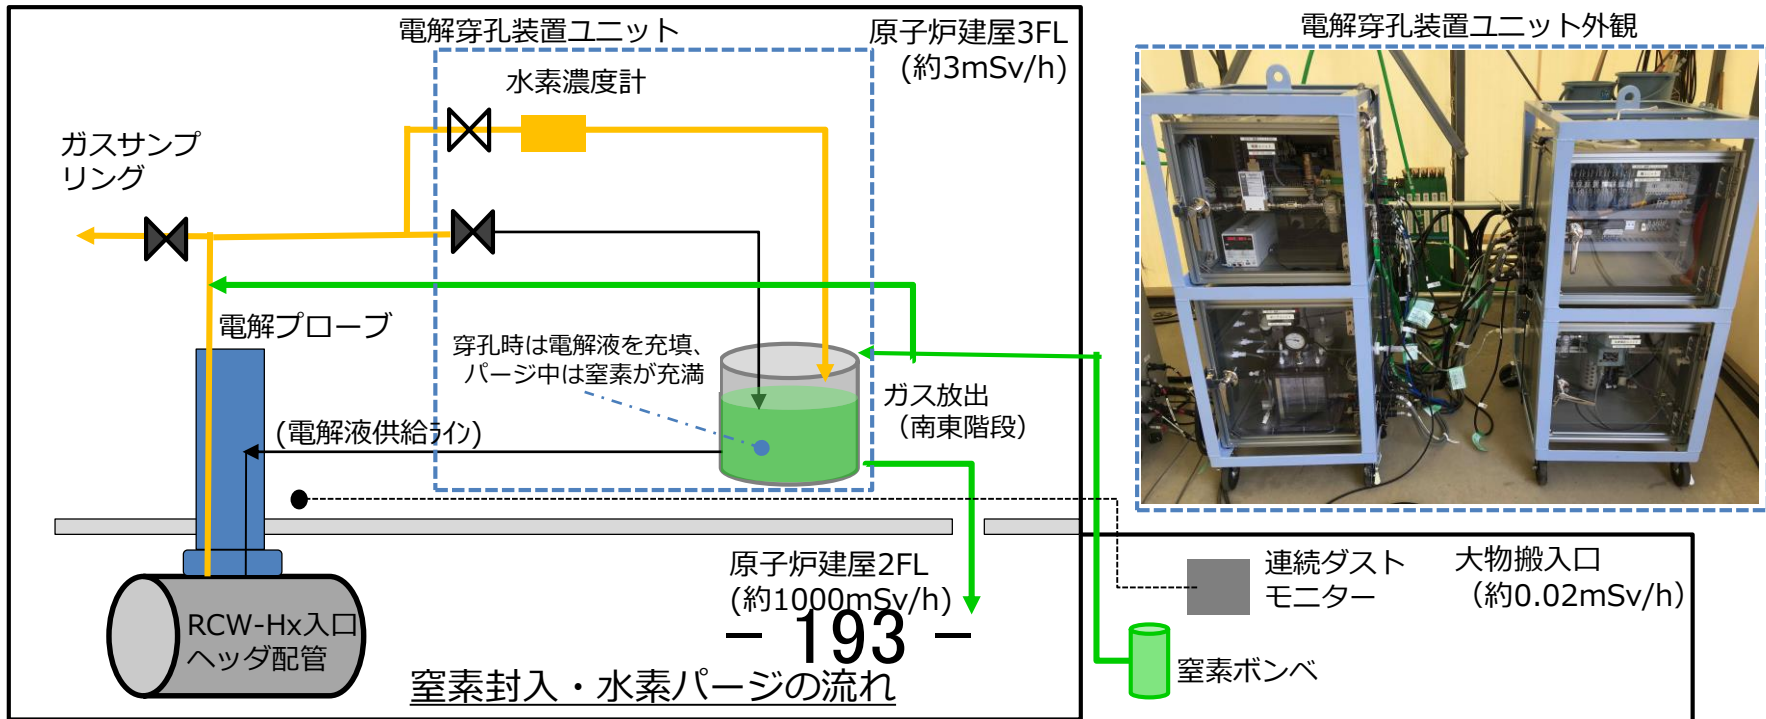 電解穿孔装置ユニット
原子炉建屋3FL
(約3mSv/h)
水素濃度計
ガスサンプ
リング
電解プローブ
穿孔時は電解液を充填、
パージ中は窒素が充満
ガス放出
（南東階段）
(電解液供給ﾗｲﾝ)
原子炉建屋2FL
(約1000mSv/h)
RCW-Hx入口
ヘッダ配管
- 193 -
窒素封入・水素パージの流れ
電解穿孔装置ユニット外観
連続ダスト
モニター
大物搬入口
（約0.02mSv/h）
窒素ボンベ